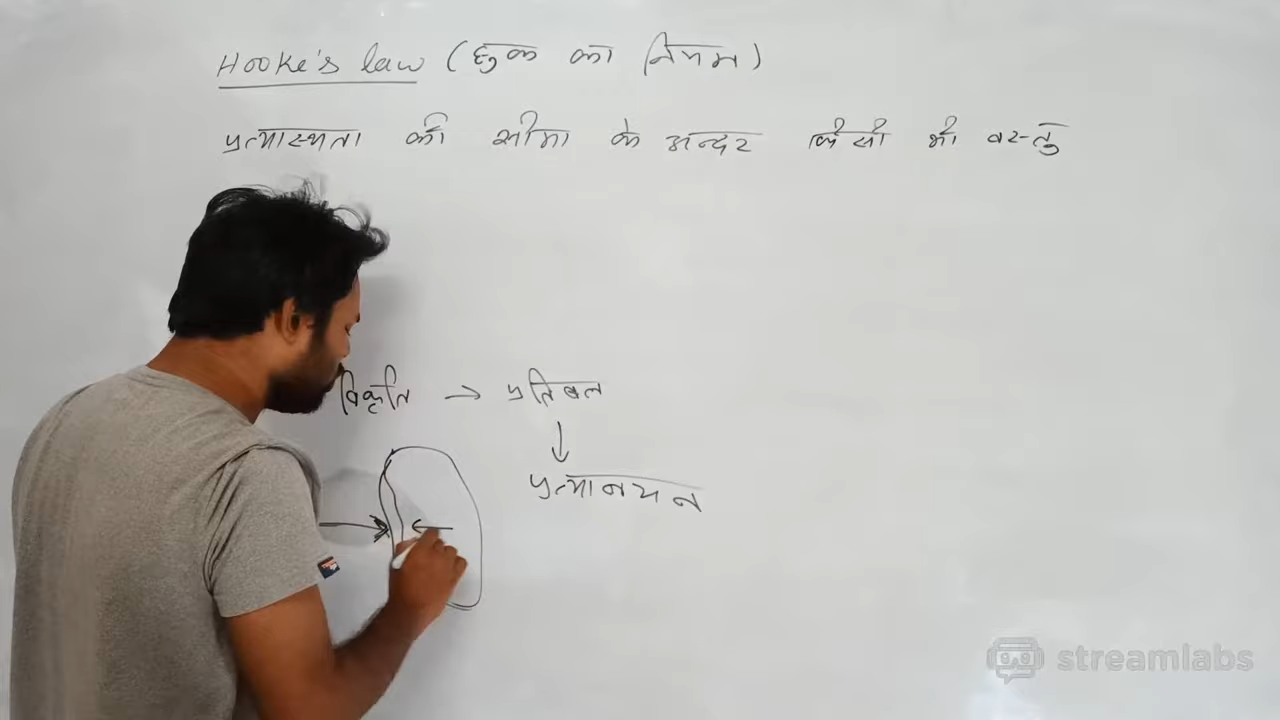 Hooke's law (हुक का नियम)
प्रत्यास्थता की सीमा के अन्दर किसी भी वस्तु
विकृति → प्रतिबल
↓
प्रत्यानयन
streamlabs